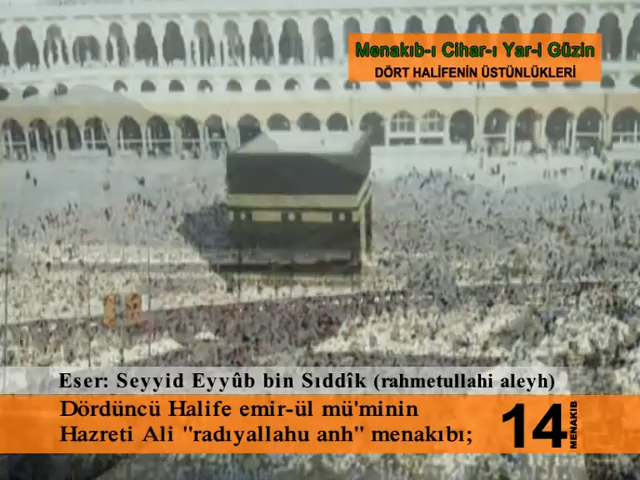 Menakıb-ı Cihar-ı Yar-i Güzin
DÖRT HALİFENİN ÜSTÜNLÜKLERİ
Eser: Seyyid Eyyûb bin Sıddîk (rahmetullahi aleyh)
Dördüncü Halife emir-ül mü'minin
Hazreti Ali "radıyallahu anh" menakıbı;
14
MENAKIB